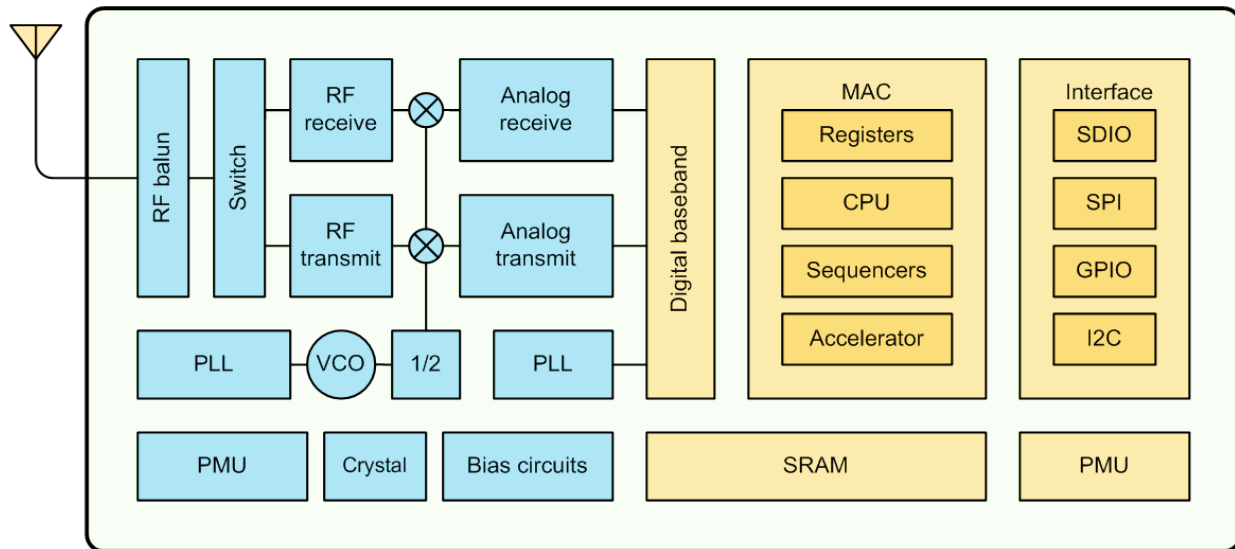 RF balun
Switch
RF
receive
Analog
receive
RF
transmit
Analog
transmit
PLL
VCO
1/2
PLL
Digital baseband
MAC
Registers
CPU
Sequencers
Accelerator
Interface
SDIO
SPI
GPIO
I2C
PMU
Crystal
Bias circuits
SRAM
PMU